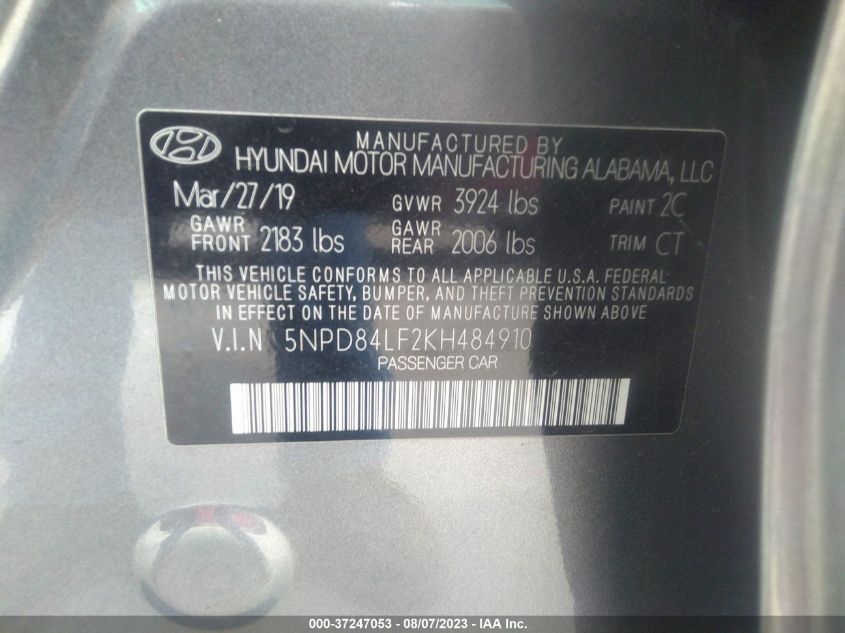 MANUFACTURED BY
HYUNDAI MOTOR MANUFACTURING ALABAMA, LLC
Mar/27/19 GVWR 3924 lbs PAINT 2C
GAWR FRONT 2183 lbs GAWR REAR 2006 lbs TRIM CT
THIS VEHICLE CONFORMS TO ALL APPLICABLE U.S.A. FEDERAL
MOTOR VEHICLE SAFETY, BUMPER, AND THEFT PREVENTION STANDARDS
IN EFFECT ON THE DATE OF MANUFACTURE SHOWN ABOVE.
V.I.N 5NPD84LF2KH484910
PASSENGER CAR
000-37247053 - 08/07/2023 - IAA Inc.